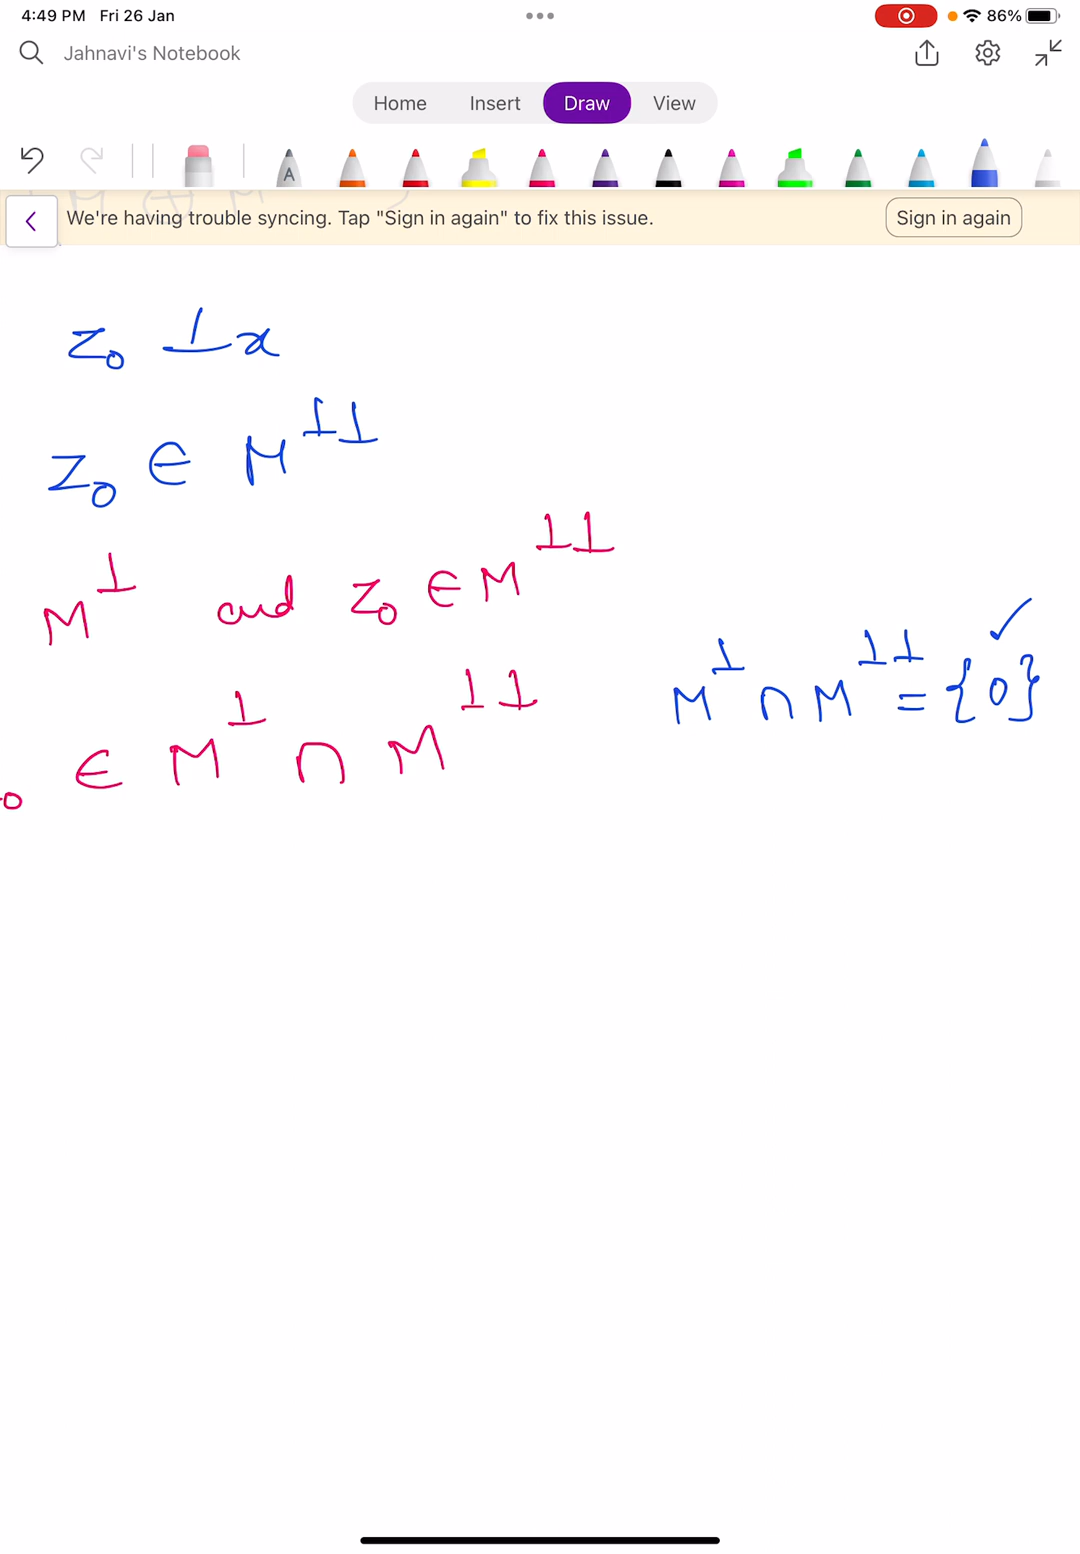 4:49 PM Fri 26 Jan 86%
Jahnavi's Notebook
Home Insert Draw View
A
M ⊕ M
We're having trouble syncing. Tap "Sign in again" to fix this issue. Sign in again
z₀ ⊥ x
z₀ ∈ M^⊥⊥
M^⊥ and z₀ ∈ M^⊥⊥
M^⊥ ∩ M^⊥⊥ = {0} ✓
₀ ∈ M^⊥ ∩ M^⊥⊥